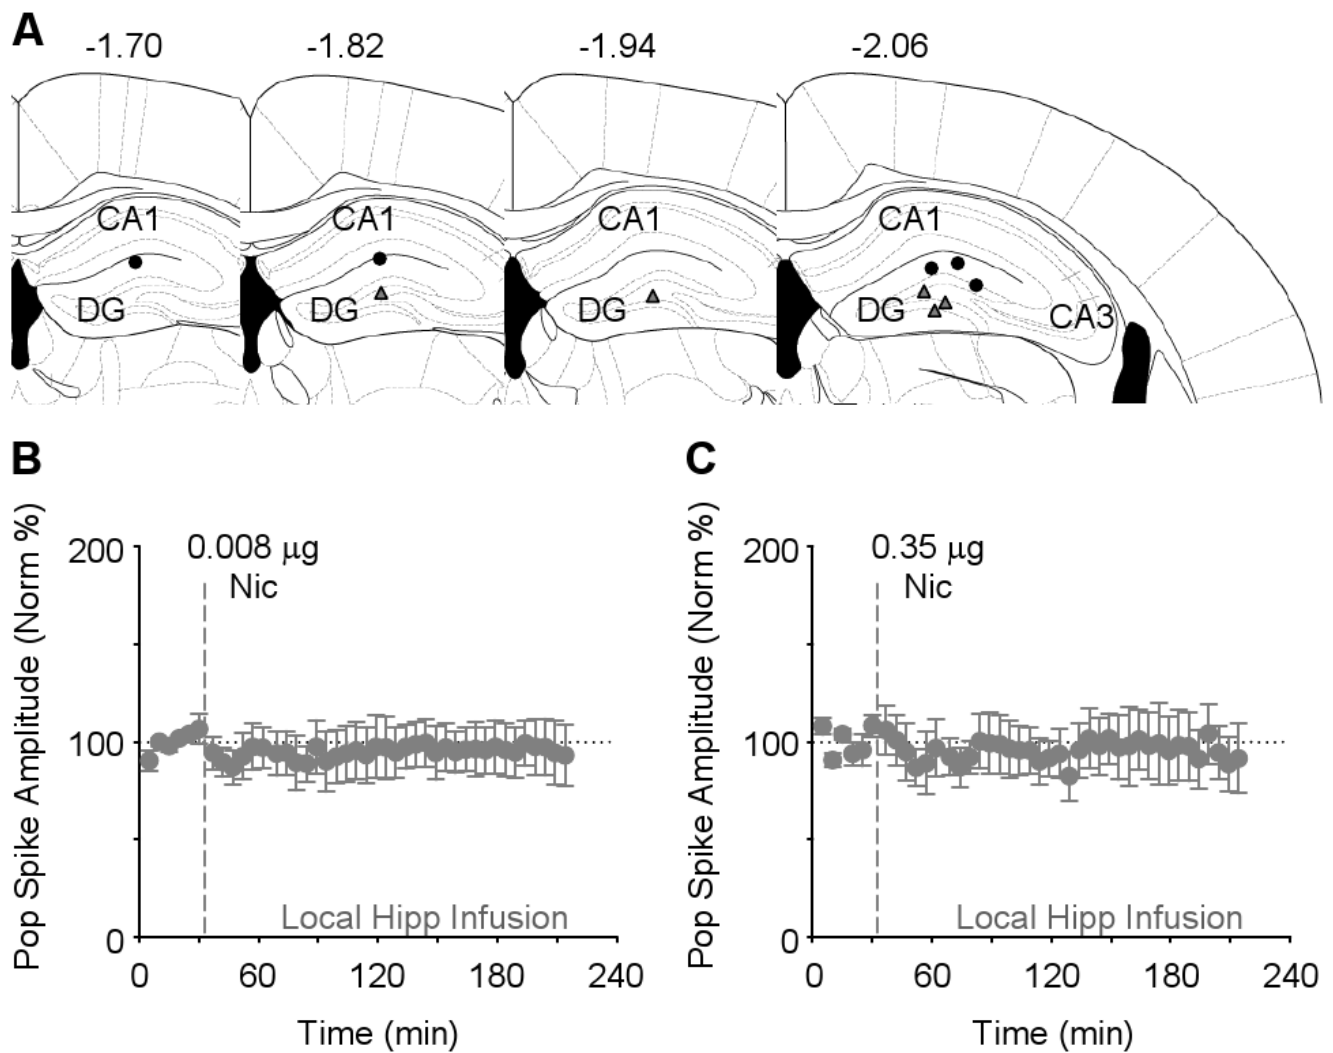 A
-1.70 -1.82 -1.94 -2.06
CA1 CA1 CA1 CA1
DG DG DG DG CA3
B
Pop Spike Amplitude (Norm %)
200
100
0
0.008 µg
Nic
Local Hipp Infusion
0 60 120 180 240
Time (min)
C
Pop Spike Amplitude (Norm %)
200
100
0
0.35 µg
Nic
Local Hipp Infusion
0 60 120 180 240
Time (min)